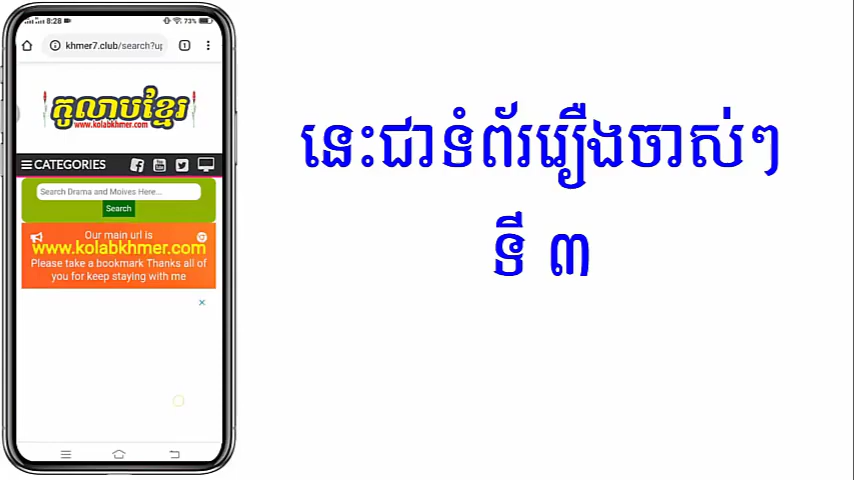 8:28
73%
khmer7.club/search?up
1
កូលាបខ្មែរ
www.kolabkhmer.com
CATEGORIES
Search Drama and Moives Here...
Search
Our main url is
www.kolabkhmer.com
Please take a bookmark Thanks all of
you for keep staying with me
នេះជាទំព័ររឿងចាស់ៗ
ទី ៣